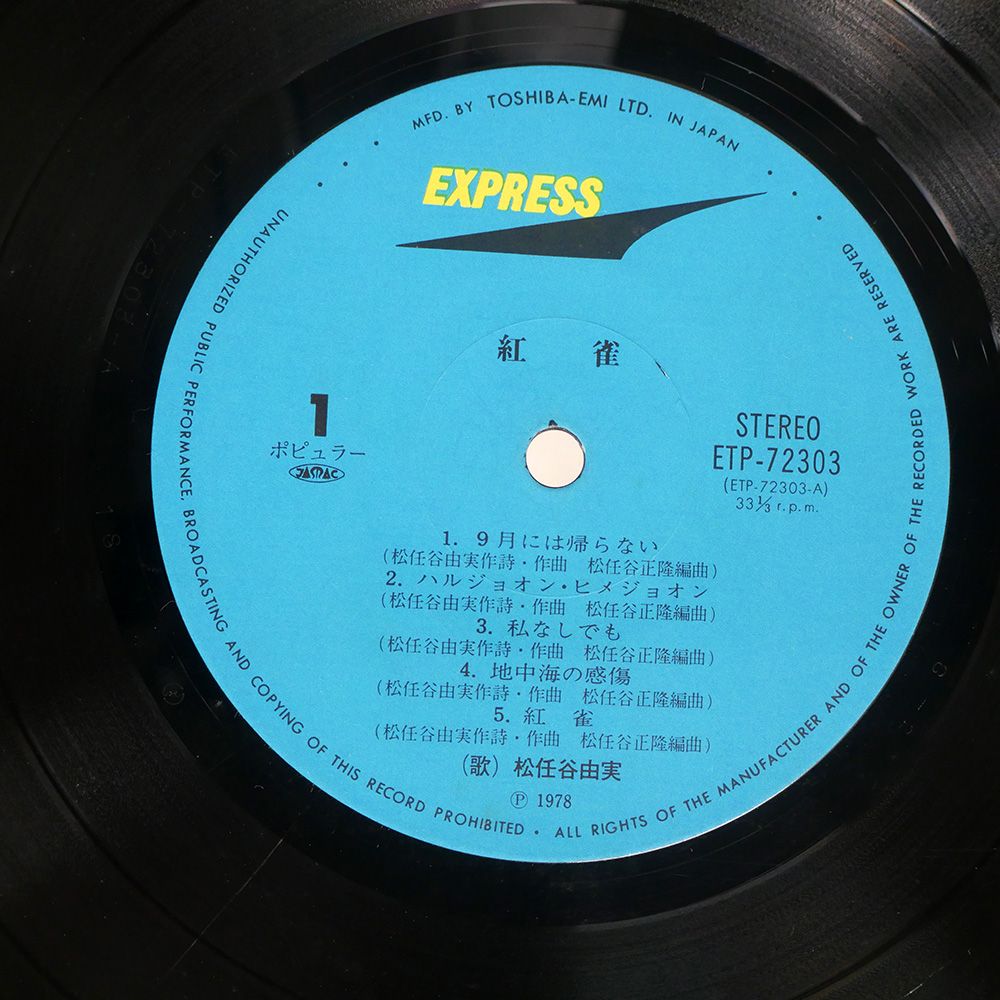 MFD. BY TOSHIBA-EMI LTD. IN JAPAN
EXPRESS
紅 雀
1
ポピュラー
JASRAC
STEREO
ETP-72303
(ETP-72303-A)
33⅓ r.p.m.
1. 9月には帰らない
(松任谷由実作詩・作曲 松任谷正隆編曲)
2. ハルジョオン・ヒメジョオン
(松任谷由実作詩・作曲 松任谷正隆編曲)
3. 私なしでも
(松任谷由実作詩・作曲 松任谷正隆編曲)
4. 地中海の感傷
(松任谷由実作詩・作曲 松任谷正隆編曲)
5. 紅 雀
(松任谷由実作詩・作曲 松任谷正隆編曲)
(歌) 松任谷由実
Ⓟ 1978
UNAUTHORIZED PUBLIC PERFORMANCE, BROADCASTING AND COPYING OF THIS RECORD PROHIBITED • ALL RIGHTS OF THE MANUFACTURER AND OF THE OWNER OF THE RECORDED WORK ARE RESERVED